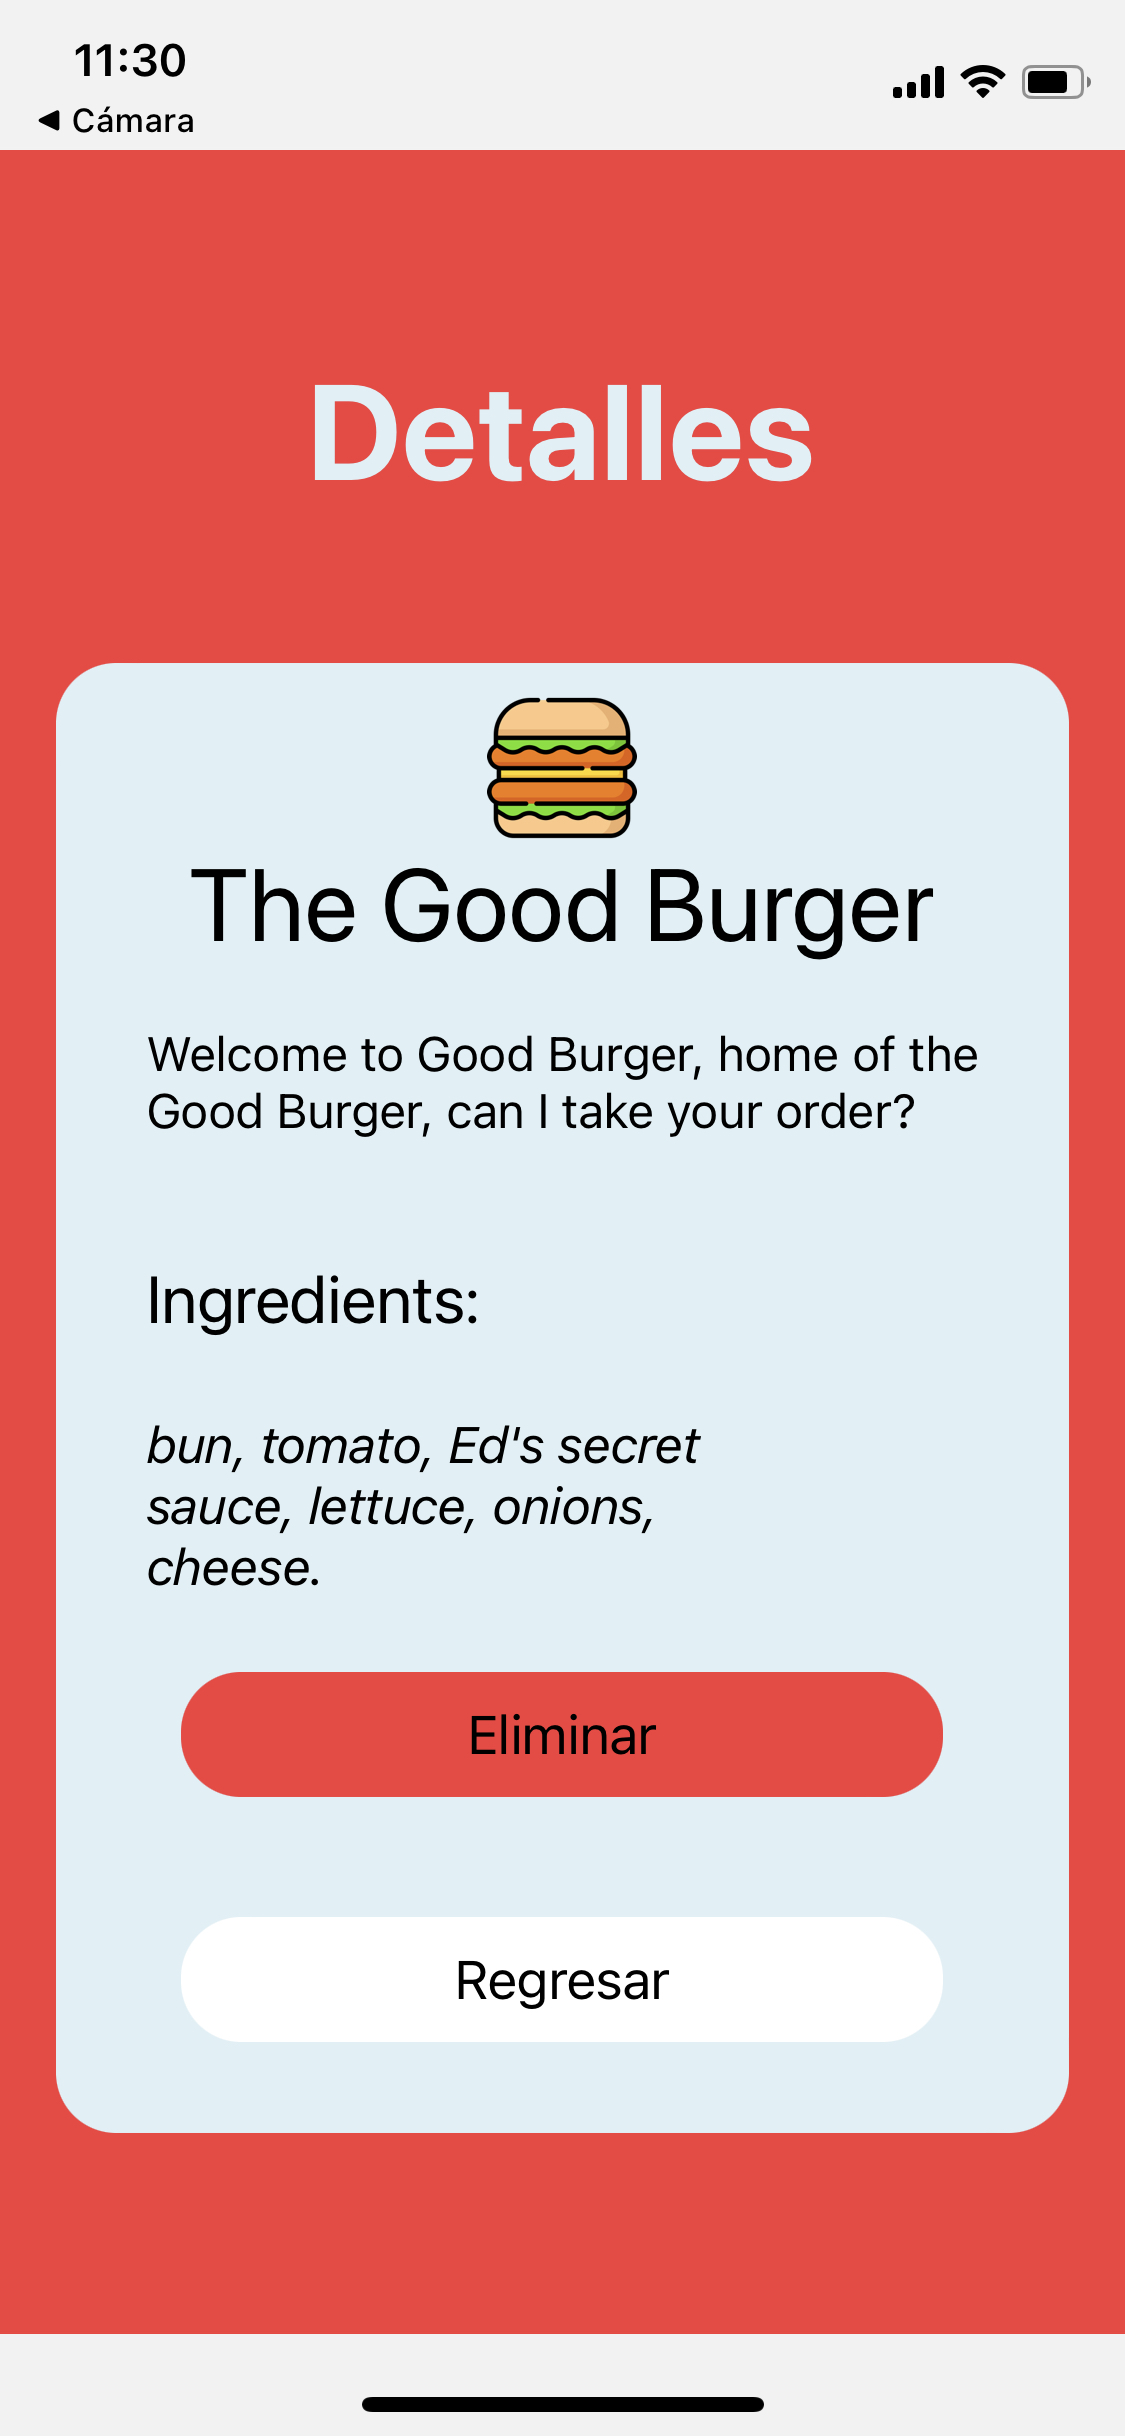 11:30
◀ Cámara
Detalles
The Good Burger
Welcome to Good Burger, home of the
Good Burger, can I take your order?
Ingredients:
bun, tomato, Ed's secret
sauce, lettuce, onions,
cheese.
Eliminar
Regresar